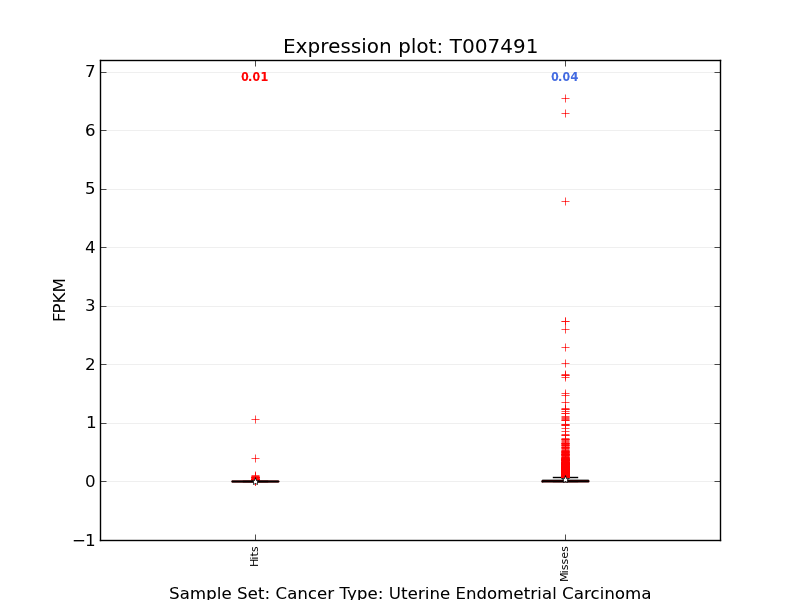 Expression plot: T007491
7
6
5
4
3
2
1
0
−1
FPKM
0.01
0.04
Hits
Misses
Sample Set: Cancer Type: Uterine Endometrial Carcinoma